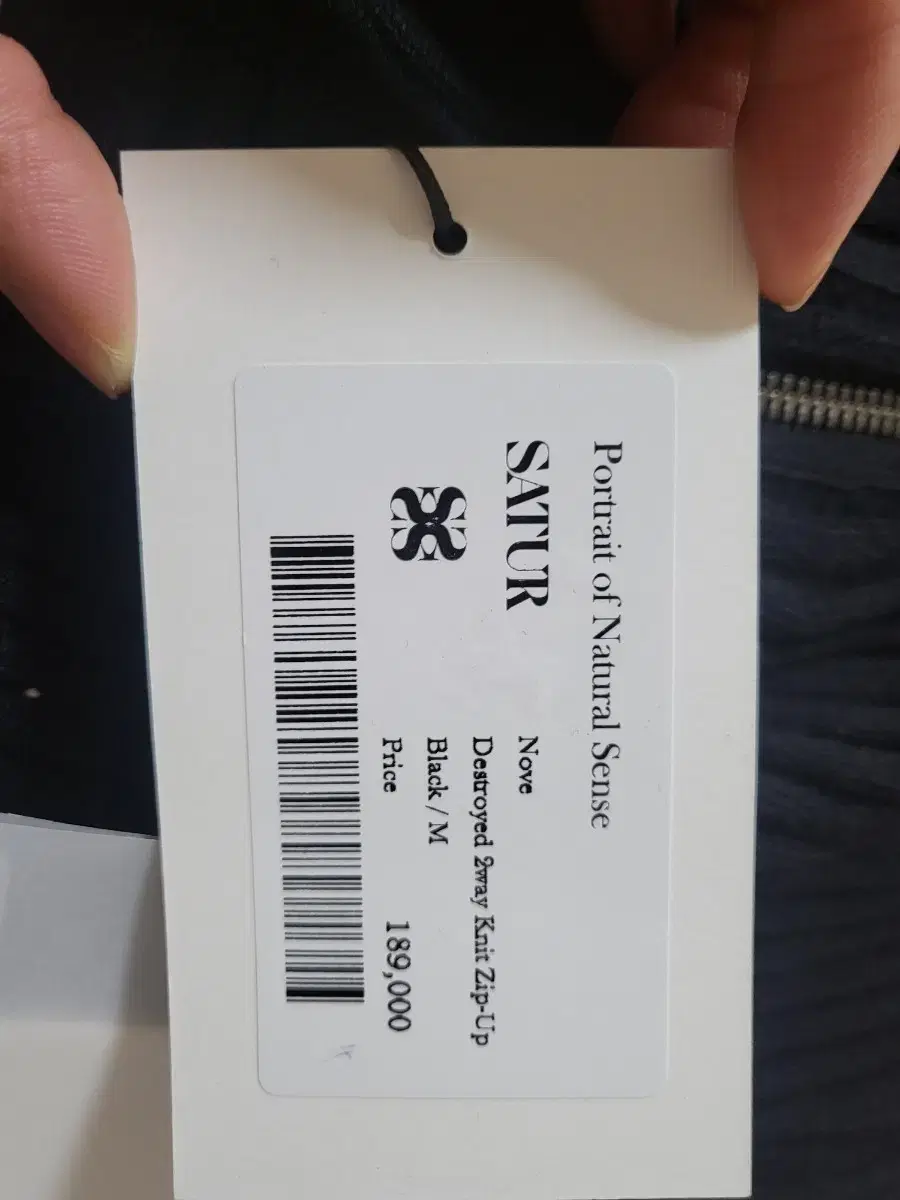 Portrait of Natural Sense
SATUR
Nove
Destroyed 2way Knit Zip-Up
Black / M
Price 189,000